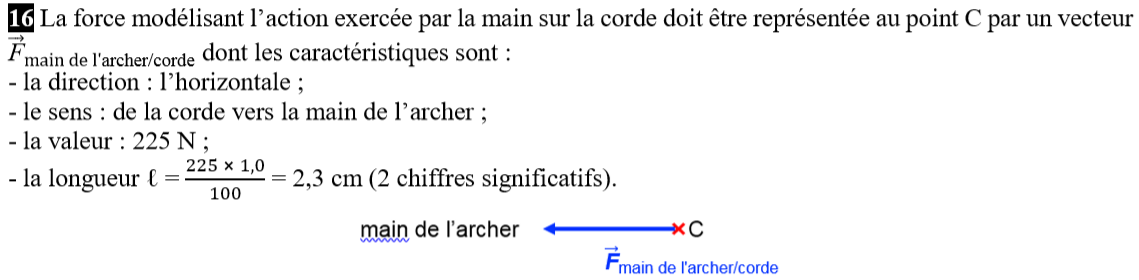 16 La force modélisant l’action exercée par la main sur la corde doit être représentée au point C par un vecteur
F⃗ main de l'archer/corde dont les caractéristiques sont :
- la direction : l’horizontale ;
- le sens : de la corde vers la main de l’archer ;
- la valeur : 225 N ;
- la longueur ℓ = (225 × 1,0)/100 = 2,3 cm (2 chiffres significatifs).
main de l'archer C
F⃗ main de l'archer/corde